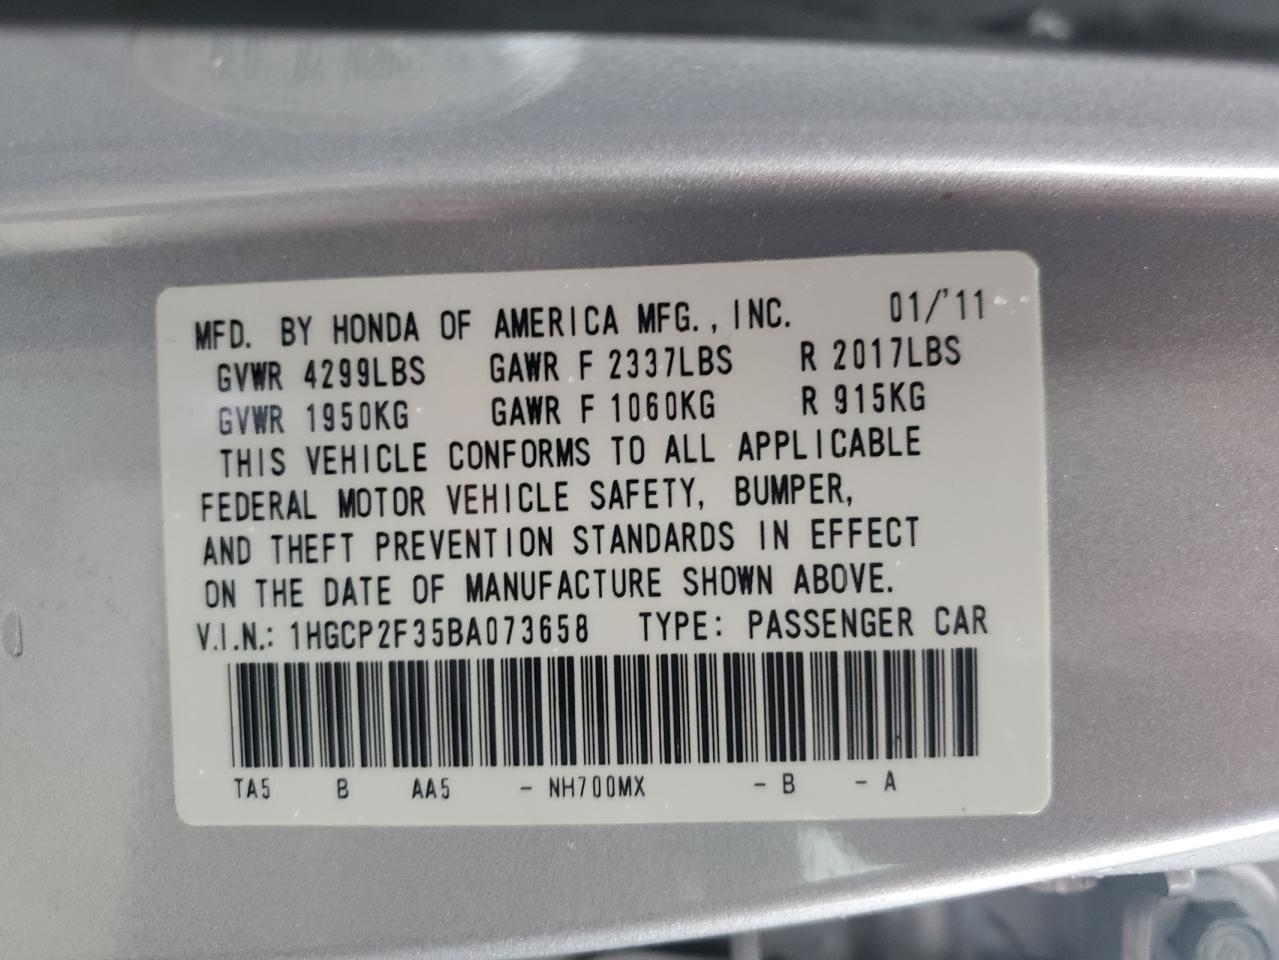 MFD. BY HONDA OF AMERICA MFG., INC. 01/'11
GVWR 4299LBS GAWR F 2337LBS R 2017LBS
GVWR 1950KG GAWR F 1060KG R 915KG
THIS VEHICLE CONFORMS TO ALL APPLICABLE
FEDERAL MOTOR VEHICLE SAFETY, BUMPER,
AND THEFT PREVENTION STANDARDS IN EFFECT
ON THE DATE OF MANUFACTURE SHOWN ABOVE.
V.I.N.: 1HGCP2F35BA073658 TYPE: PASSENGER CAR
TA5 B AA5 - NH700MX - B - A